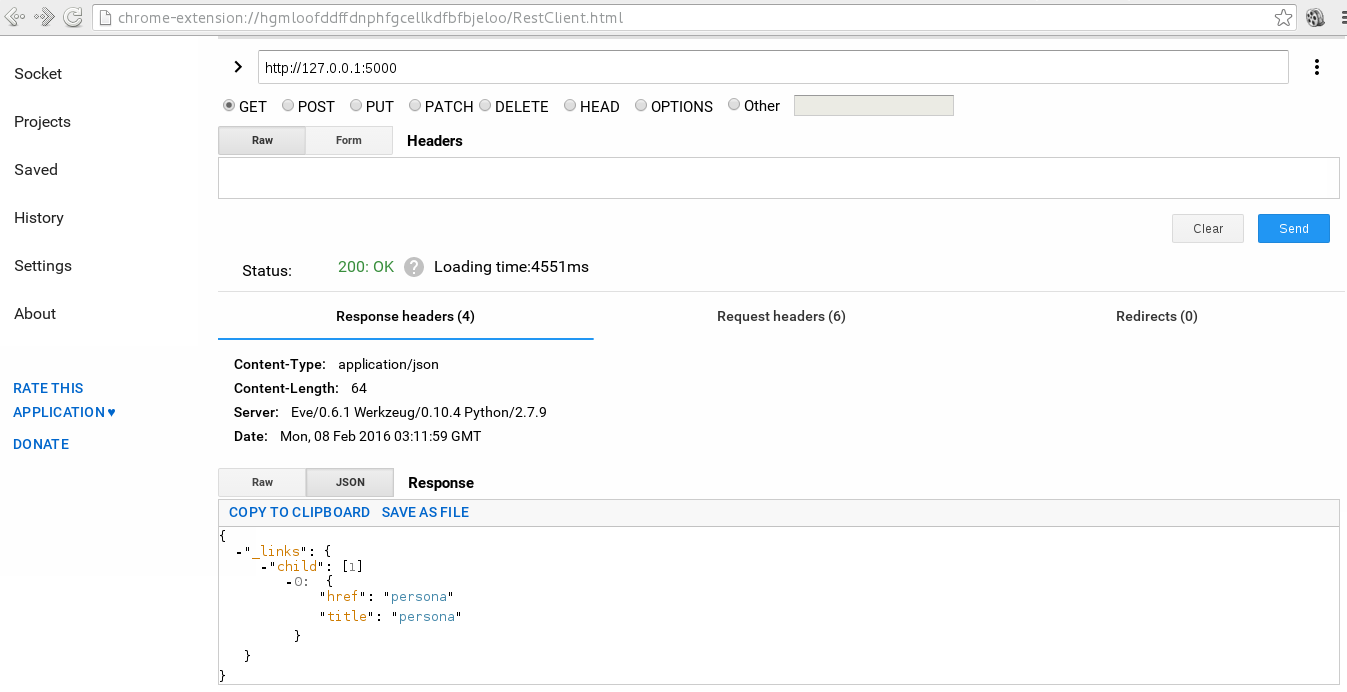 chrome-extension://hgmloofddffdnphfgcellkdfbfbjeloo/RestClient.html
Socket
Projects
Saved
History
Settings
About
RATE THIS
APPLICATION ♥
DONATE
http://127.0.0.1:5000
GET POST PUT PATCH DELETE HEAD OPTIONS Other
Raw Form Headers
Clear Send
Status: 200: OK ? Loading time:4551ms
Response headers (4) Request headers (6) Redirects (0)
Content-Type: application/json
Content-Length: 64
Server: Eve/0.6.1 Werkzeug/0.10.4 Python/2.7.9
Date: Mon, 08 Feb 2016 03:11:59 GMT
Raw JSON Response
COPY TO CLIPBOARD SAVE AS FILE
{
-"_links": {
-"child": [1]
-0: {
"href": "persona"
"title": "persona"
}
}
}